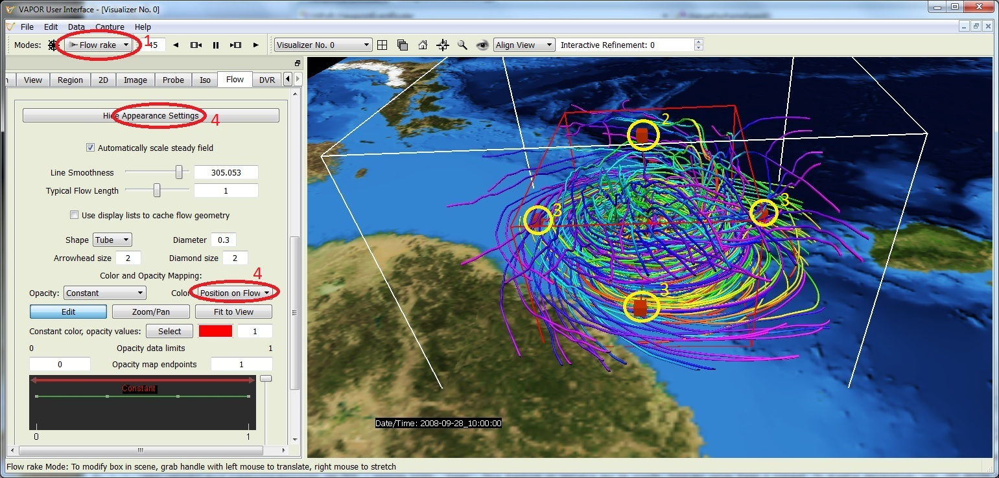 VAPOR User Interface - [Visualizer No. 0]
File Edit Data Capture Help
Modes: Flow rake 1 45 Visualizer No. 0 Align View Interactive Refinement: 0
View Region 2D Image Probe Iso Flow DVR
Hide Appearance Settings 4
Automatically scale steady field
Line Smoothness 305.053
Typical Flow Length 1
Use display lists to cache flow geometry
Shape Tube Diameter 0.3
Arrowhead size 2 Diamond size 2
Color and Opacity Mapping:
4
Opacity: Constant Color Position on Flow
Edit Zoom/Pan Fit to View
Constant color, opacity values: Select 1
0 Opacity data limits 1
0 Opacity map endpoints 1
Constant
0 1
2
3
3
3
Date/Time: 2008-09-28_10:00:00
Flow rake Mode: To modify box in scene, grab handle with left mouse to translate, right mouse to stretch